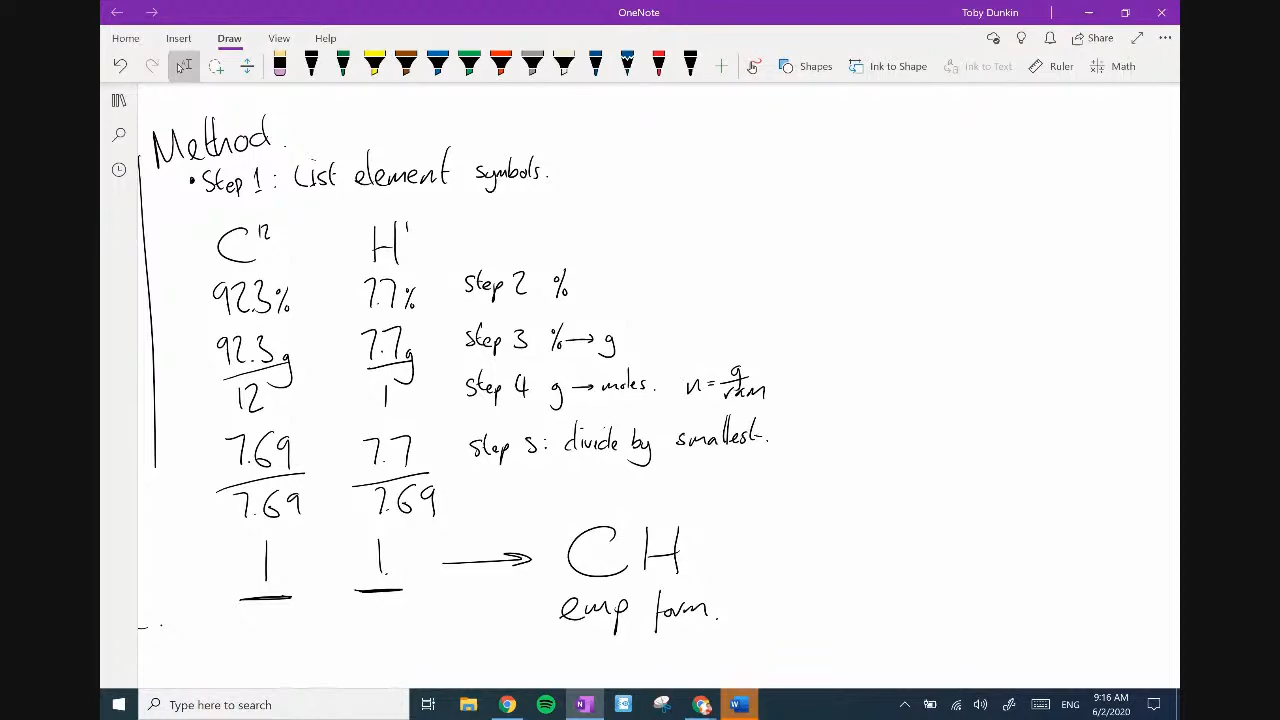 OneNote
Toby Dunkin
Home Insert Draw View Help
Share
Shapes Ink to Shape Ink to Text Ruler Math
Method.
• Step 1 : List element symbols.
C¹² H¹
92.3% 7.7% step 2 %
92.3g 7.7g step 3 % → g
12 1 step 4 g → moles. n = g/ram
7.69 7.7 step 5: divide by smallest.
7.69 7.69
1 1. → CH
emp form.
Type here to search
ENG
9:16 AM
6/2/2020